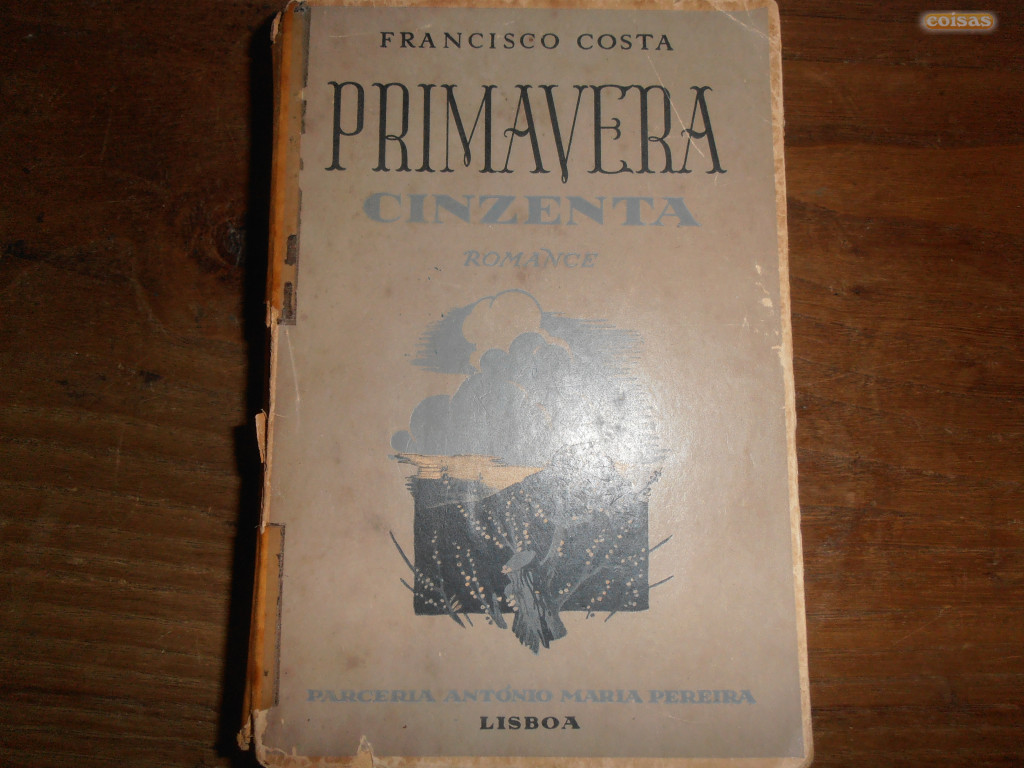 coisas
FRANCISCO COSTA
PRIMAVERA
CINZENTA
ROMANCE
PARCERIA ANTÓNIO MARIA PEREIRA
LISBOA